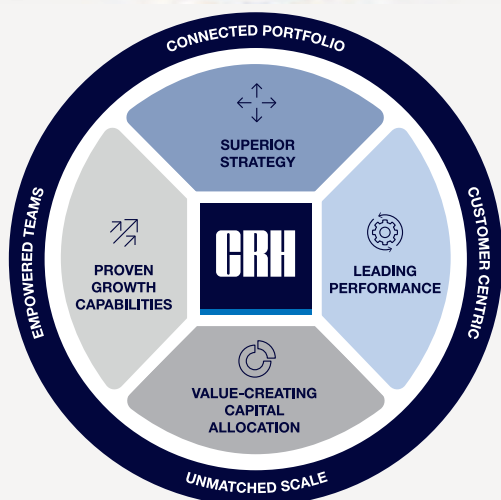 CONNECTED PORTFOLIO
SUPERIOR
STRATEGY
EMPOWERED TEAMS
PROVEN
GROWTH
CAPABILITIES
CRH
LEADING
PERFORMANCE
CUSTOMER CENTRIC
VALUE-CREATING
CAPITAL
ALLOCATION
UNMATCHED SCALE